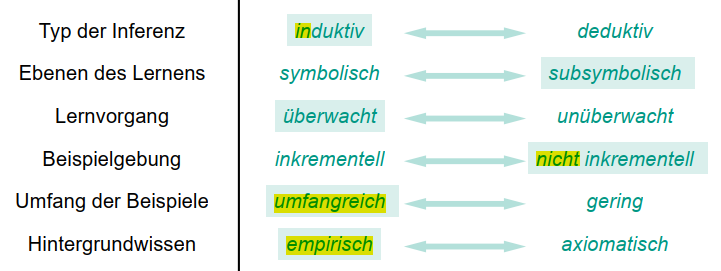 Typ der Inferenz induktiv deduktiv
Ebenen des Lernens symbolisch subsymbolisch
Lernvorgang überwacht unüberwacht
Beispielgebung inkrementell nicht inkrementell
Umfang der Beispiele umfangreich gering
Hintergrundwissen empirisch axiomatisch